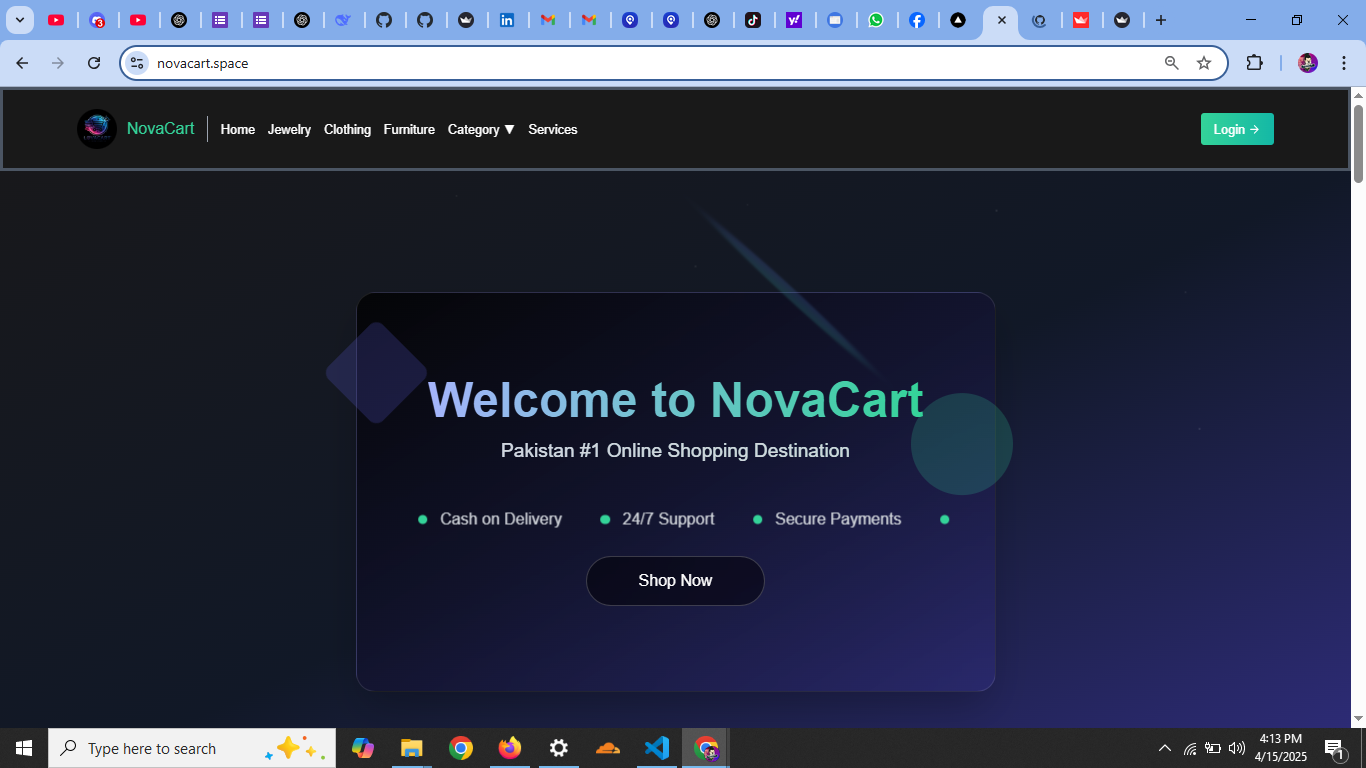 novacart.space
NovaCart
Home Jewelry Clothing Furniture Category ▼ Services
Login →
Welcome to NovaCart
Pakistan #1 Online Shopping Destination
Cash on Delivery 24/7 Support Secure Payments
Shop Now
Type here to search
4:13 PM
4/15/2025